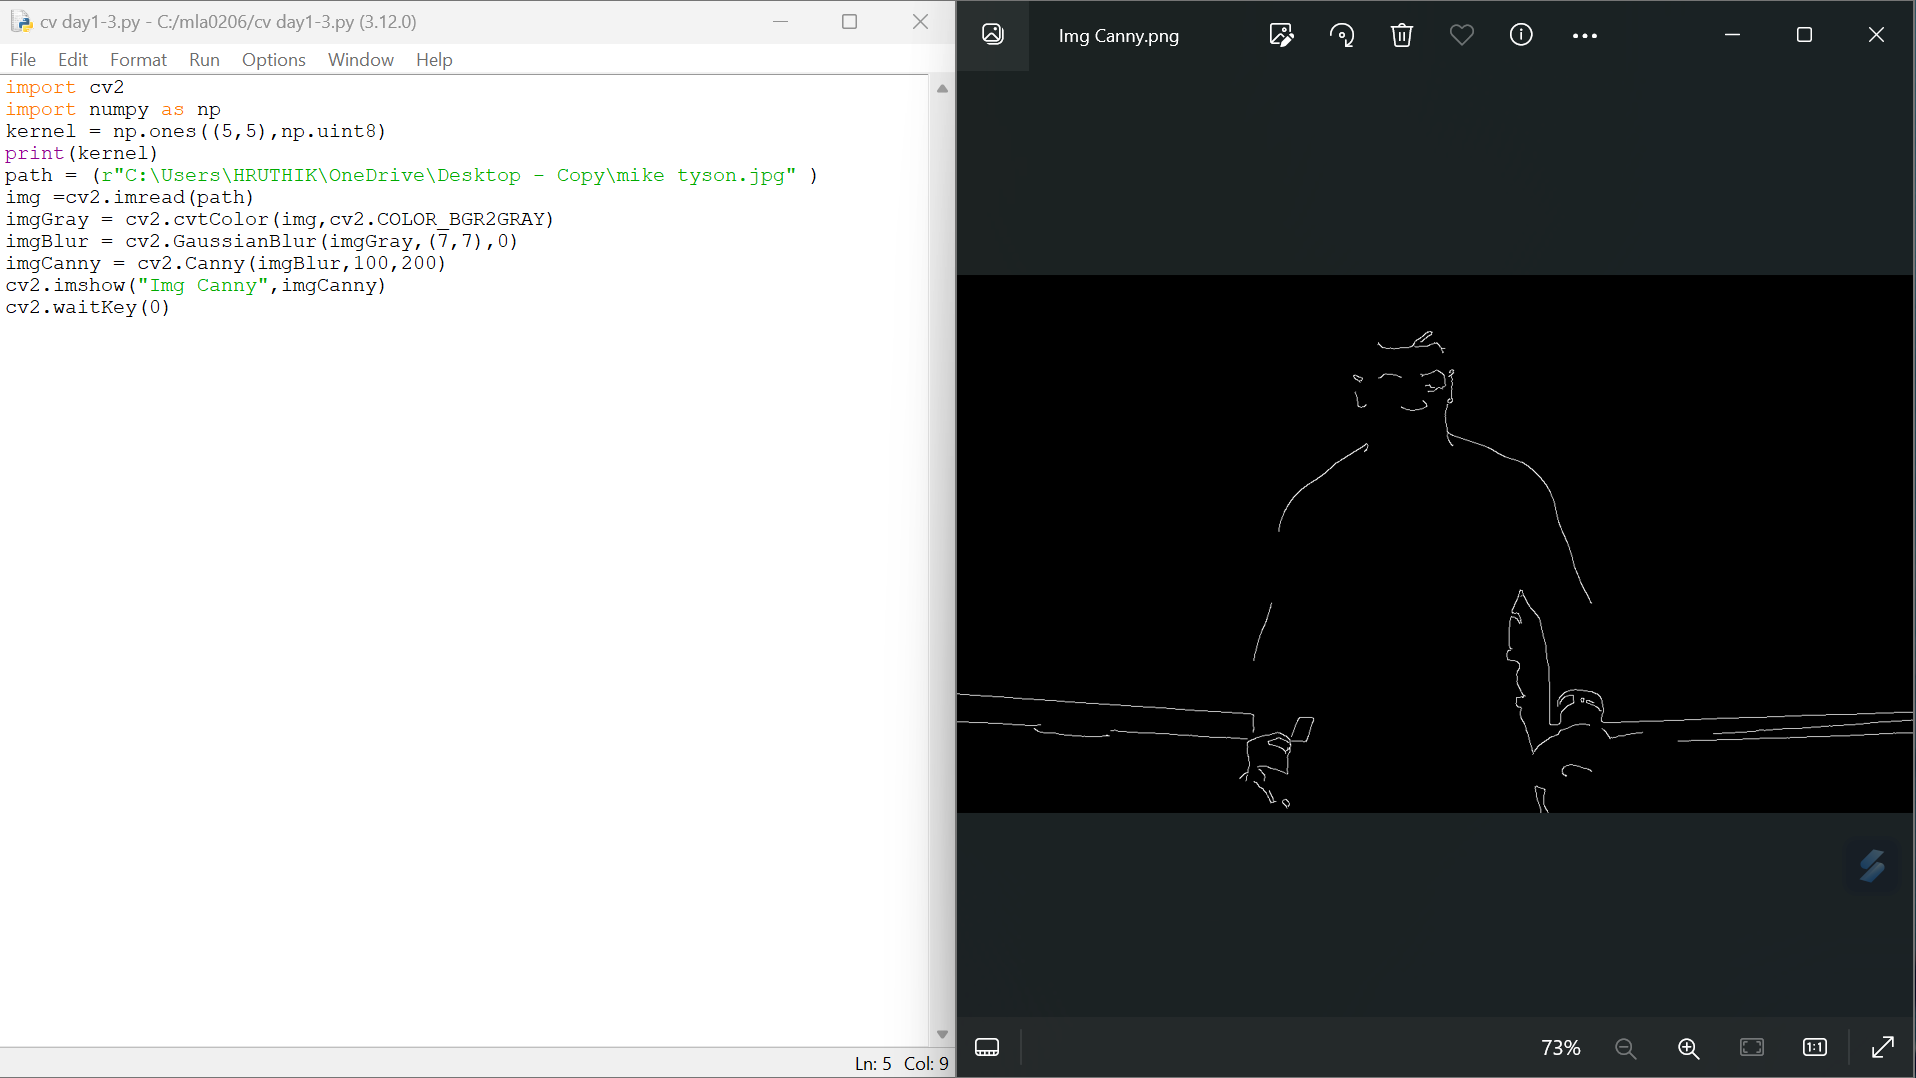 cv day1-3.py - C:/mla0206/cv day1-3.py (3.12.0)
File Edit Format Run Options Window Help
import cv2
import numpy as np
kernel = np.ones((5,5),np.uint8)
print(kernel)
path = (r"C:\Users\HRUTHIK\OneDrive\Desktop - Copy\mike tyson.jpg" )
img =cv2.imread(path)
imgGray = cv2.cvtColor(img,cv2.COLOR_BGR2GRAY)
imgBlur = cv2.GaussianBlur(imgGray,(7,7),0)
imgCanny = cv2.Canny(imgBlur,100,200)
cv2.imshow("Img Canny",imgCanny)
cv2.waitKey(0)
Ln: 5 Col: 9
Img Canny.png
73%
1:1